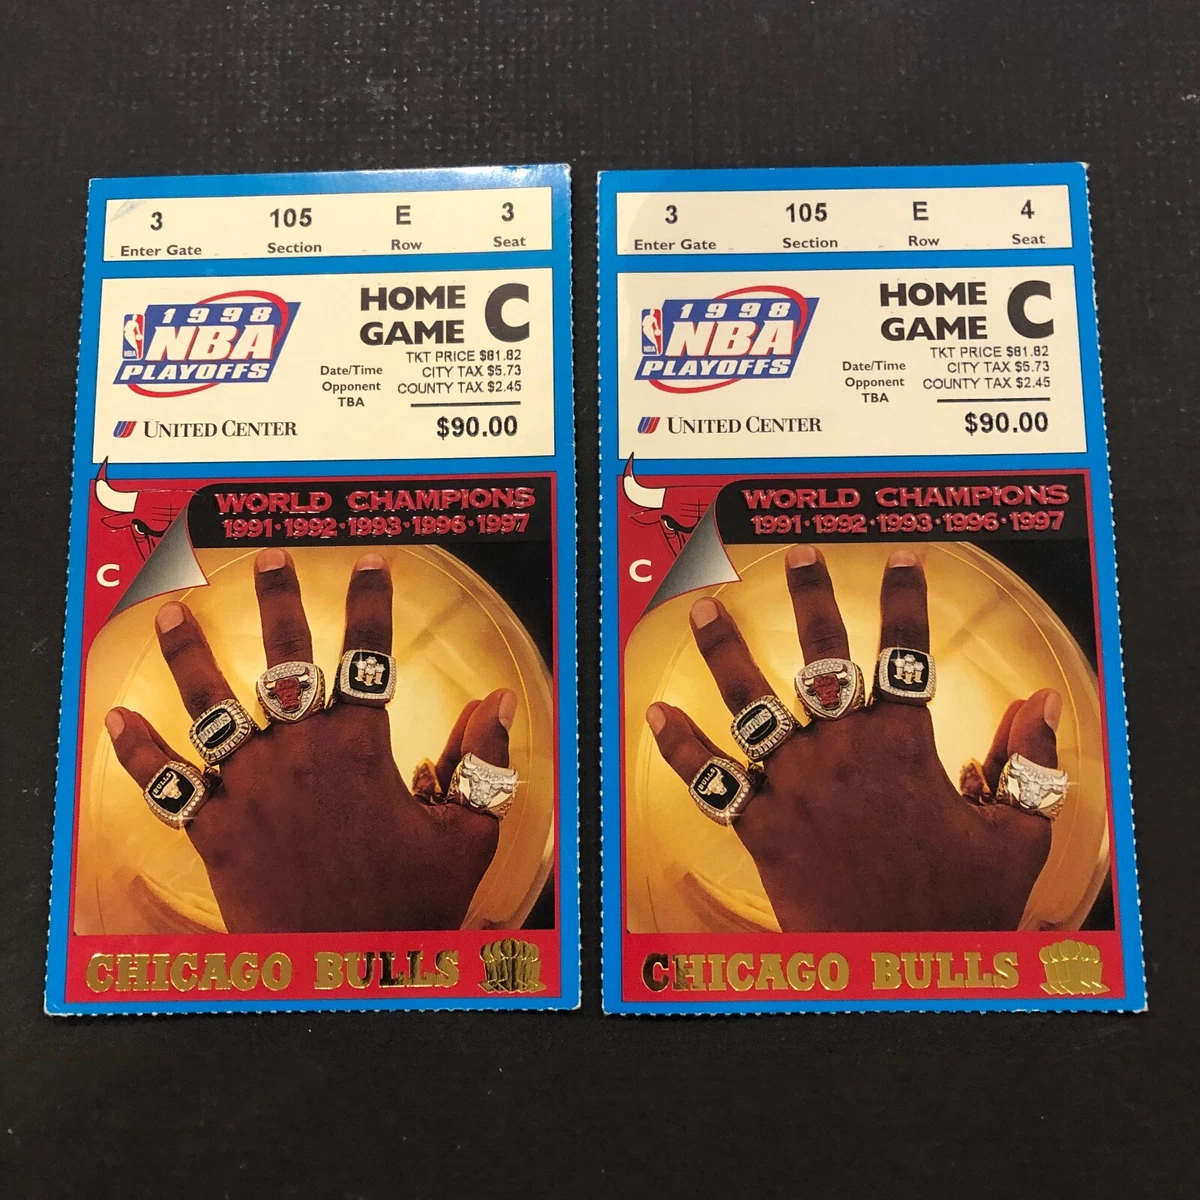 3 105 E 3
Enter Gate Section Row Seat
1998
NBA
NBA
PLAYOFFS
HOME
GAME C
TKT PRICE $81.82
CITY TAX $5.73
COUNTY TAX $2.45
Date/Time
Opponent
TBA
$90.00
UNITED CENTER
WORLD CHAMPIONS
1991·1992·1993·1996·1997
C
BULLS
CHICAGO BULLS
3 105 E 4
Enter Gate Section Row Seat
1998
NBA
NBA
PLAYOFFS
HOME
GAME C
TKT PRICE $81.82
CITY TAX $5.73
COUNTY TAX $2.45
Date/Time
Opponent
TBA
$90.00
UNITED CENTER
WORLD CHAMPIONS
1991·1992·1993·1996·1997
C
BULLS
CHICAGO BULLS